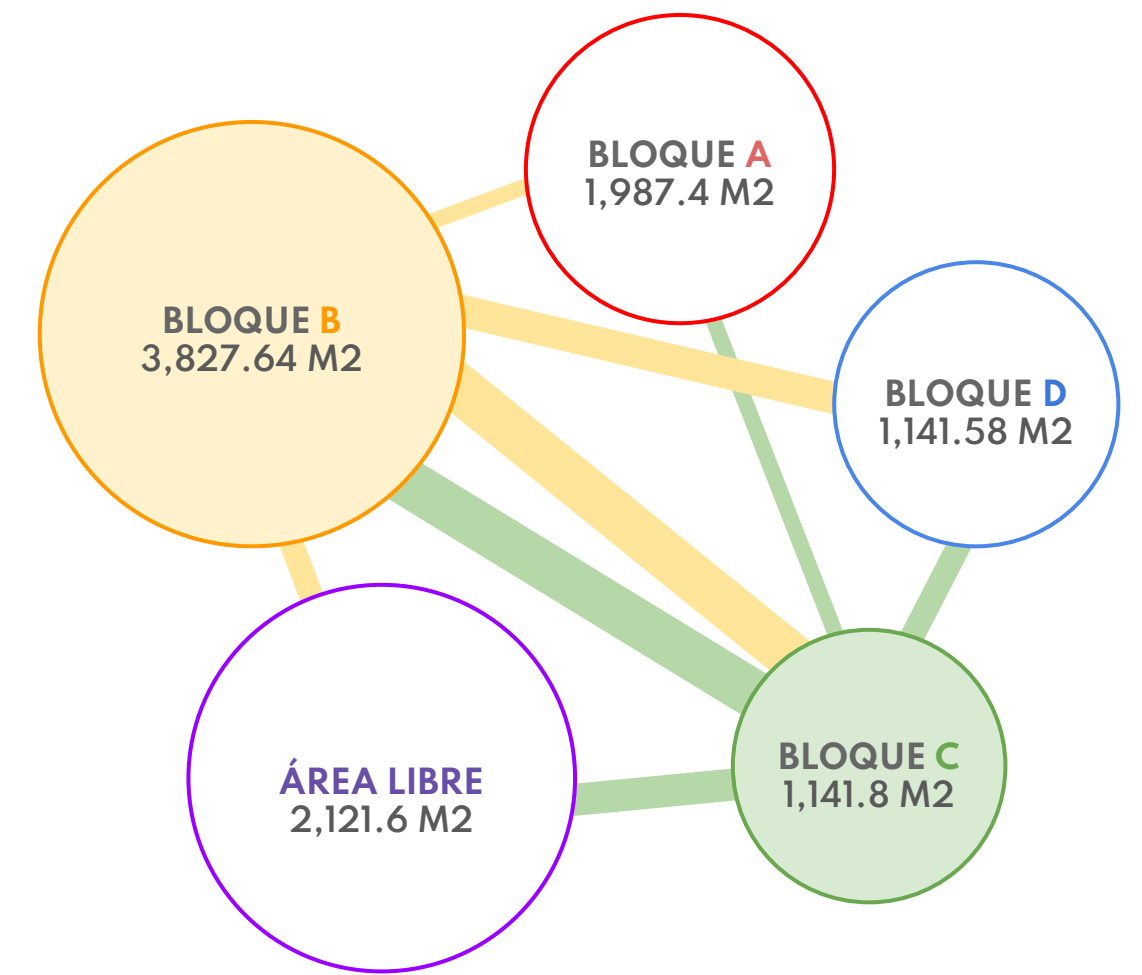 BLOQUE A
1,987.4 M2
BLOQUE B
3,827.64 M2
BLOQUE D
1,141.58 M2
BLOQUE C
1,141.8 M2
ÁREA LIBRE
2,121.6 M2